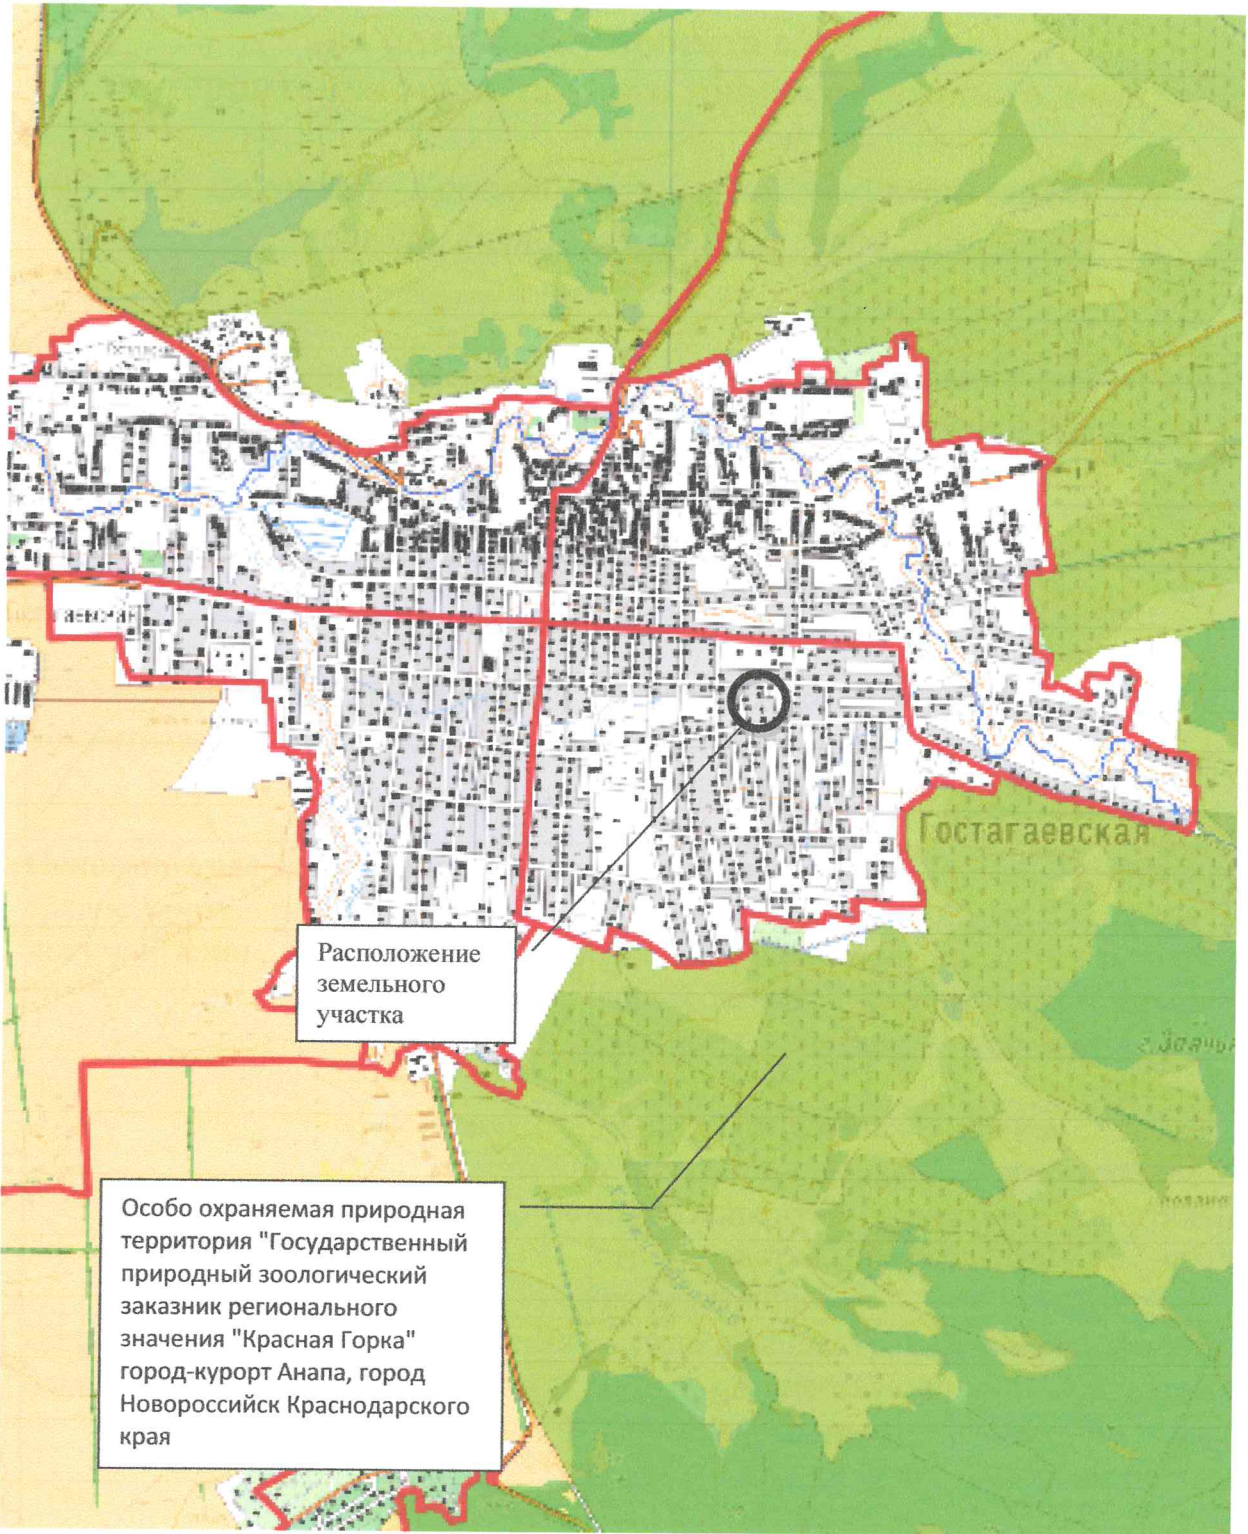 Гостагаевская
Расположение
земельного
участка
Особо охраняемая природная
территория "Государственный
природный зоологический
заказник регионального
значения "Красная Горка"
город-курорт Анапа, город
Новороссийск Краснодарского
края